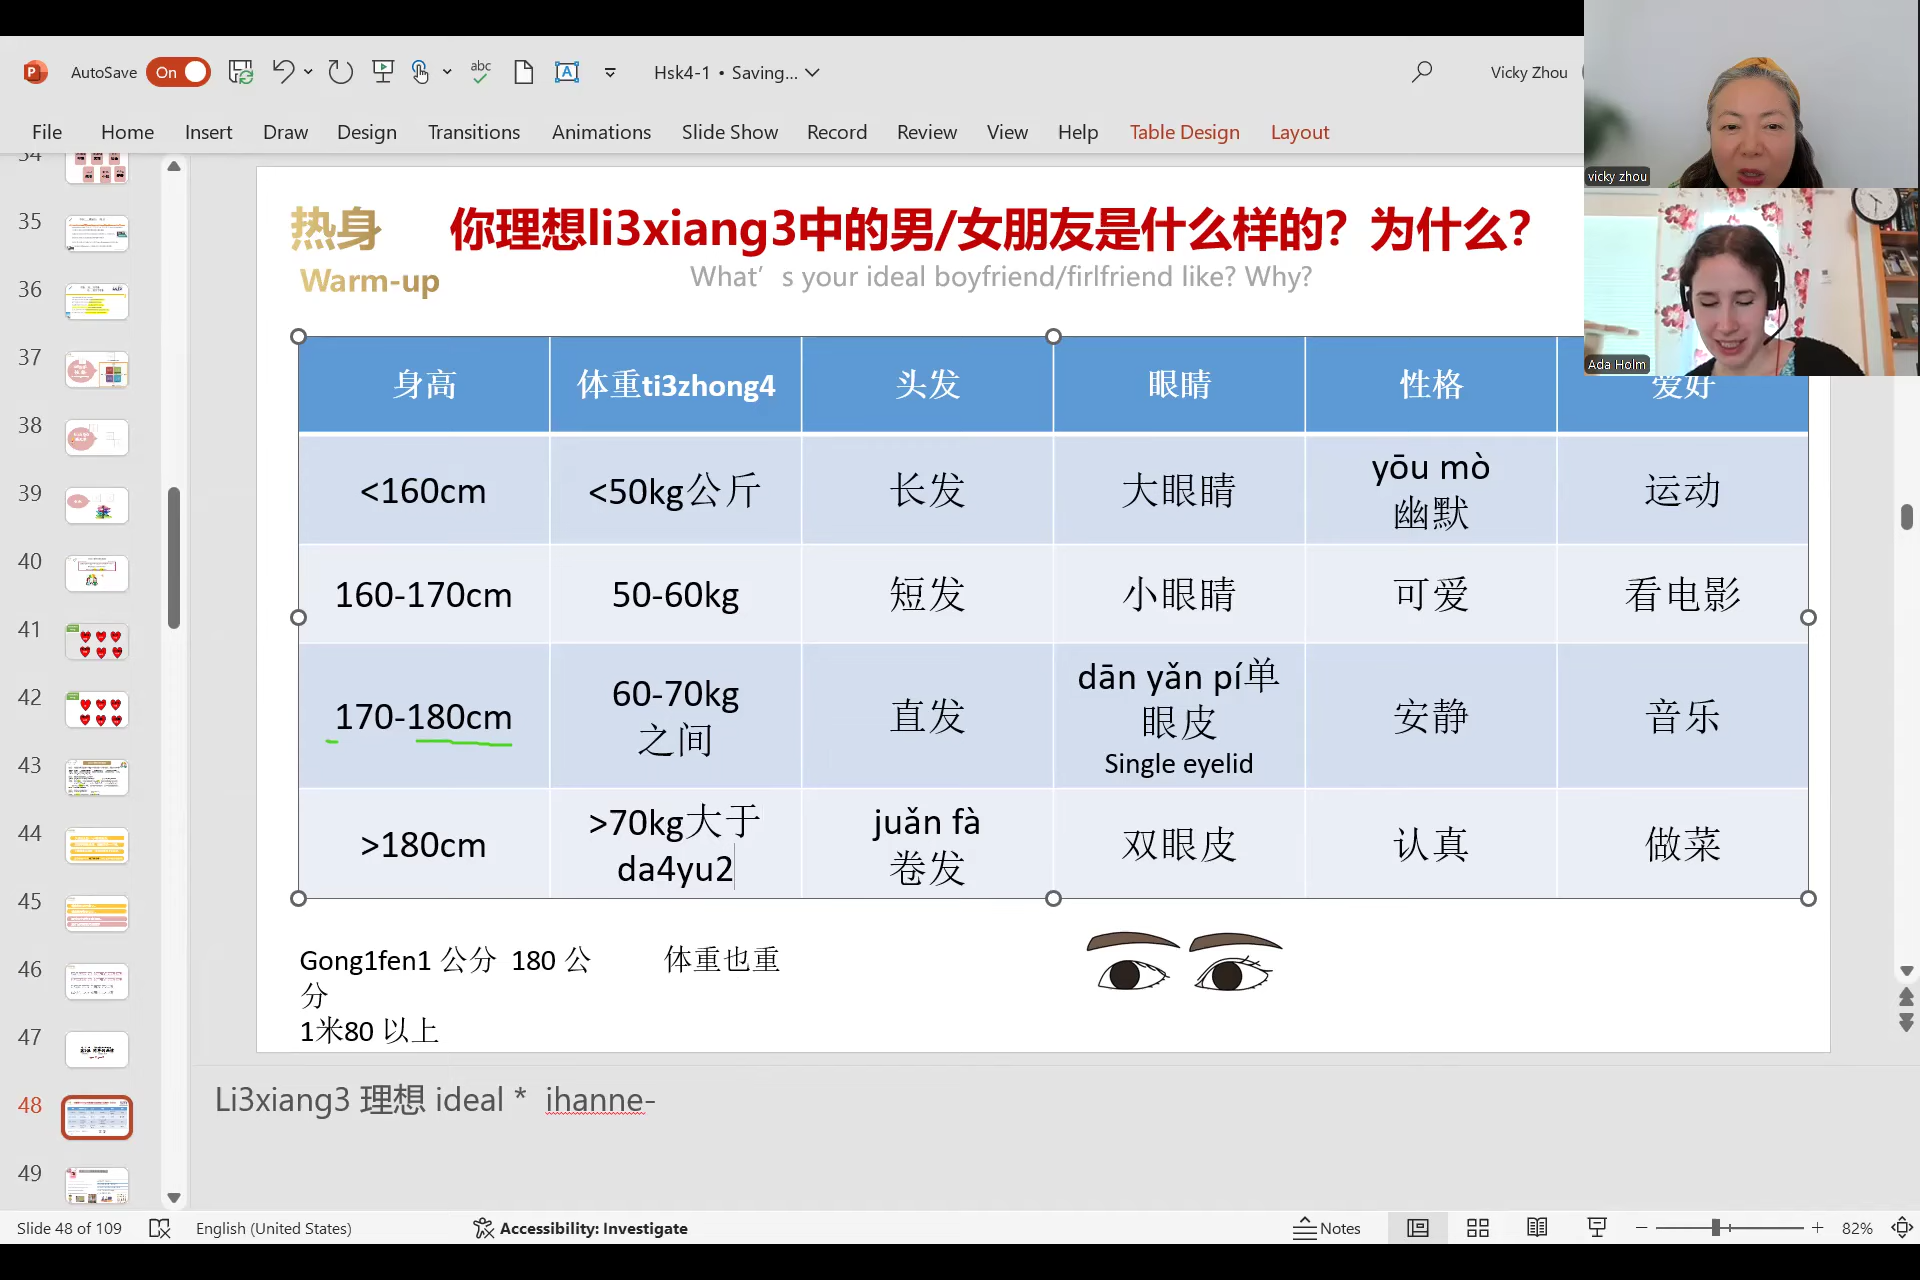 AutoSave On Hsk4-1 • Saving... Vicky Zhou
File Home Insert Draw Design Transitions Animations Slide Show Record Review View Help Table Design Layout
vicky zhou
Ada Holm
34
35
36
37
38
39
40
41
42
43
44
45
46
47
48
49
热身
Warm-up
你理想li3xiang3中的男/女朋友是什么样的？为什么？
What’s your ideal boyfriend/firlfriend like? Why?
身高 体重ti3zhong4 头发 眼睛 性格 爱好
<160cm <50kg公斤 长发 大眼睛 yōu mò 幽默 运动
160-170cm 50-60kg 短发 小眼睛 可爱 看电影
170-180cm 60-70kg 之间 直发 dān yǎn pí单眼皮 Single eyelid 安静 音乐
>180cm >70kg大于 da4yu2 juǎn fà 卷发 双眼皮 认真 做菜
Gong1fen1 公分 180 公
分
1米80 以上
体重也重
Li3xiang3 理想 ideal * ihanne-
Slide 48 of 109 English (United States) Accessibility: Investigate Notes 82%